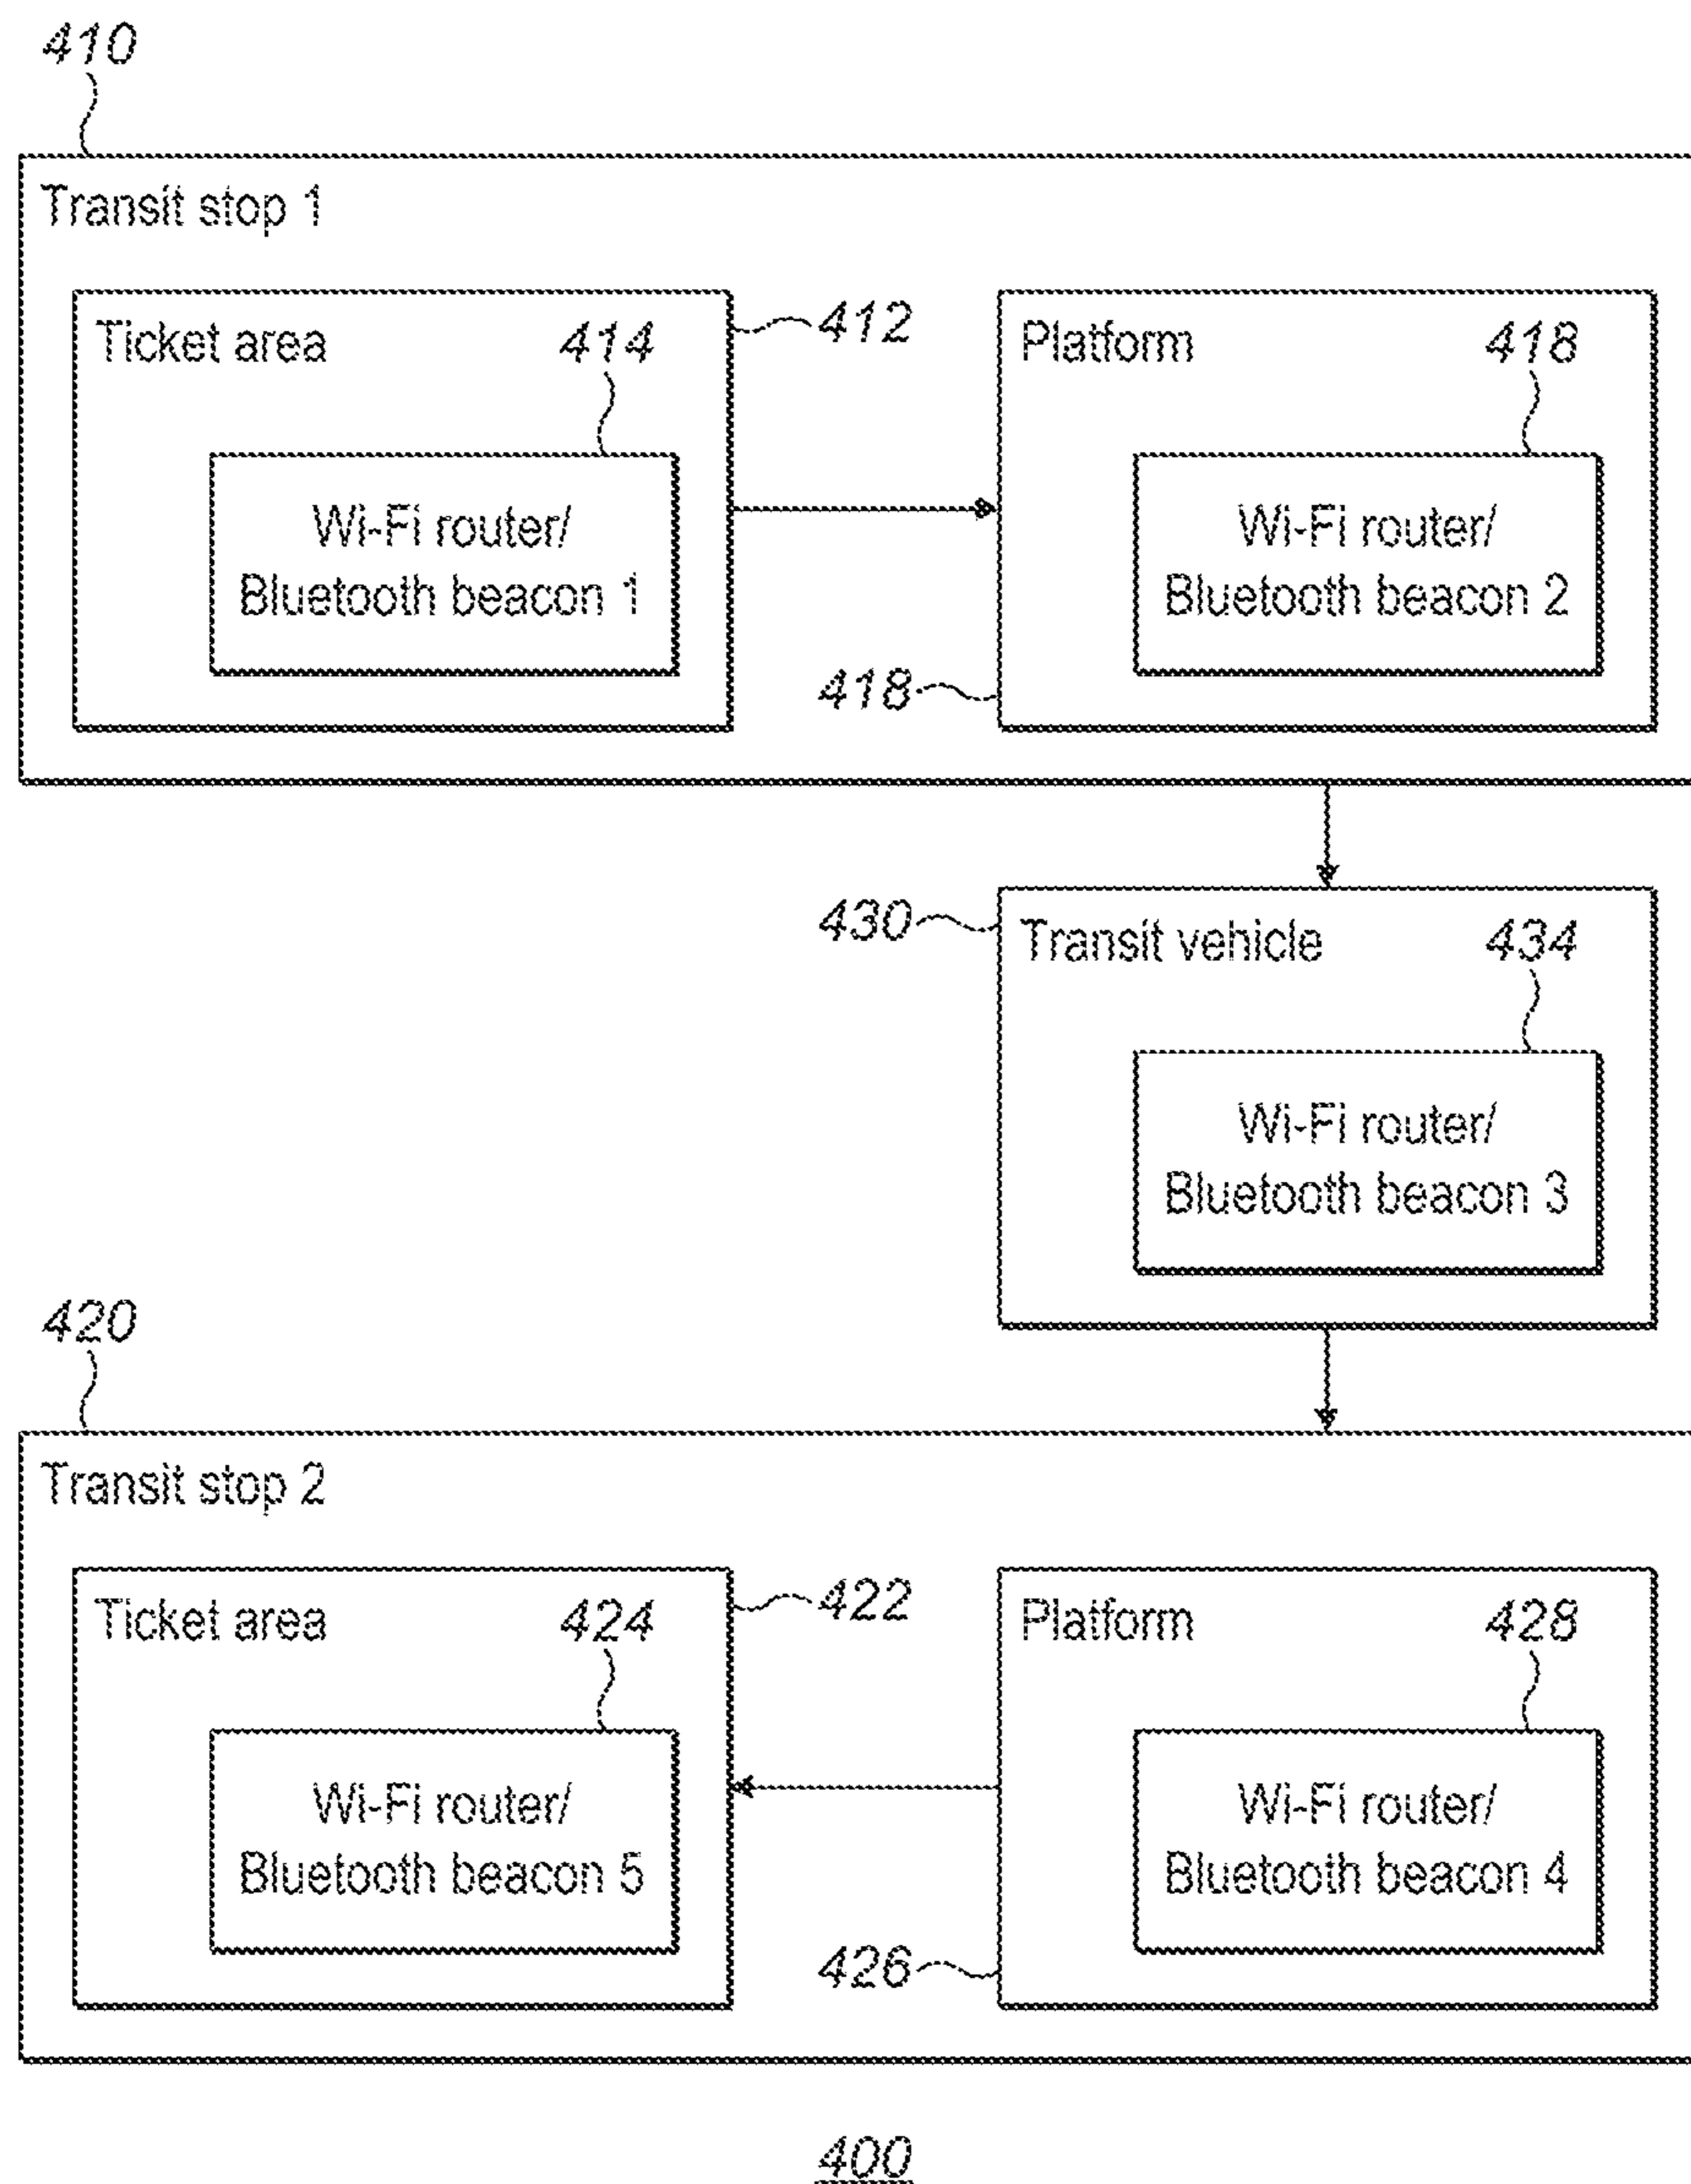 410
Transit stop 1
Ticket area
414
412
Platform
418
Wi-Fi router/
Bluetooth beacon 1
Wi-Fi router/
Bluetooth beacon 2
418
430
Transit vehicle
434
Wi-Fi router/
Bluetooth beacon 3
420
Transit stop 2
Ticket area
424
422
Platform
428
Wi-Fi router/
Bluetooth beacon 5
Wi-Fi router/
Bluetooth beacon 4
426
400